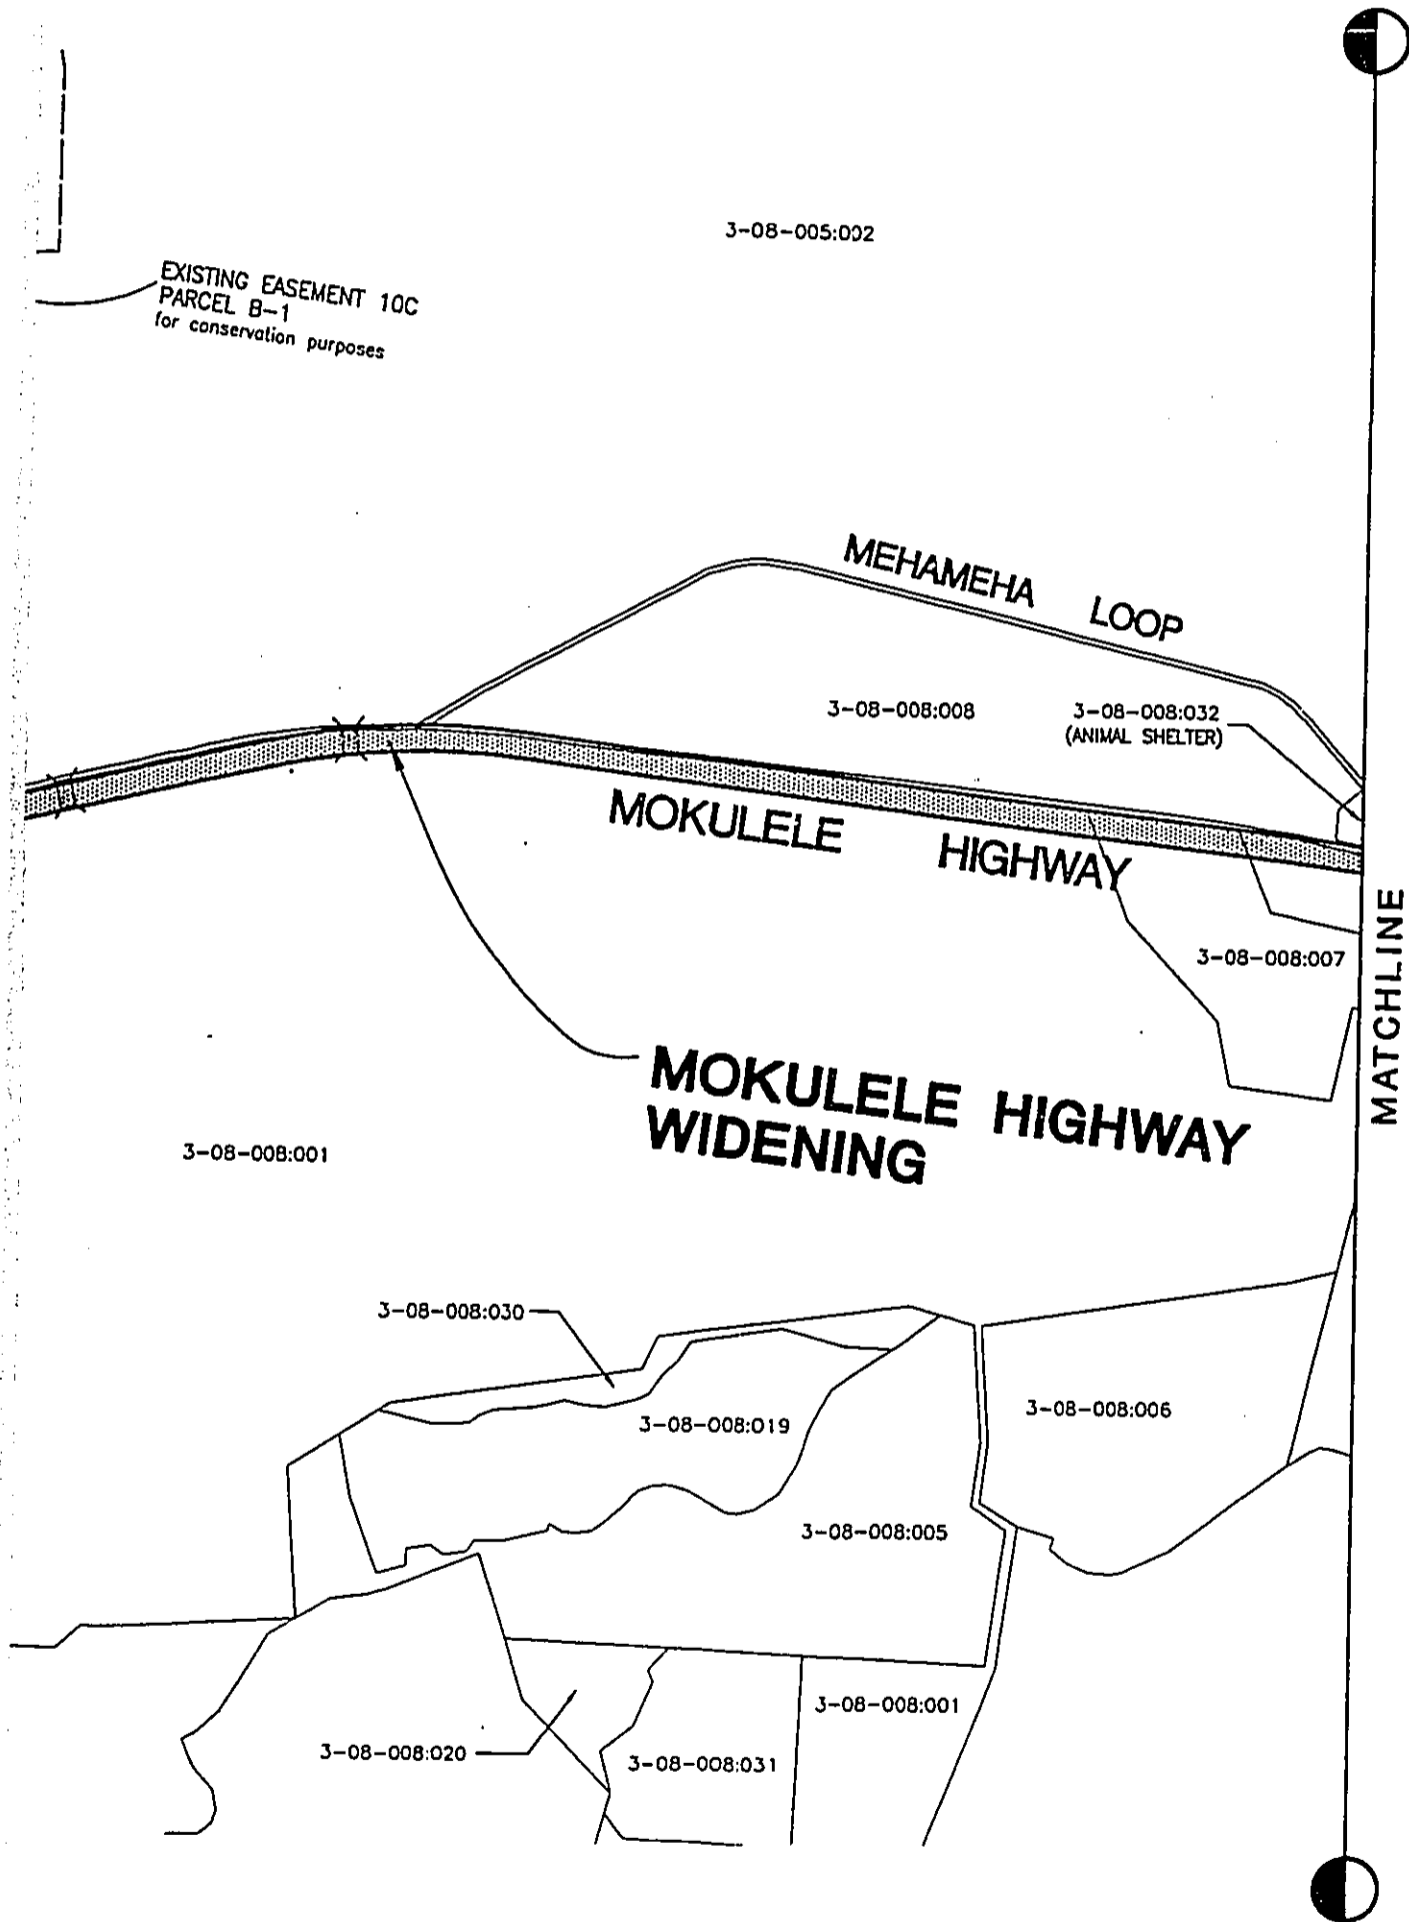 3-08-005:002
EXISTING EASEMENT 10C
PARCEL B-1
for conservation purposes
MEHAMEHA LOOP
3-08-008:008
3-08-008:032
(ANIMAL SHELTER)
MOKULELE HIGHWAY
3-08-008:007
MATCHLINE
MOKULELE HIGHWAY
WIDENING
3-08-008:001
3-08-008:030
3-08-008:019
3-08-008:006
3-08-008:005
3-08-008:001
3-08-008:020
3-08-008:031